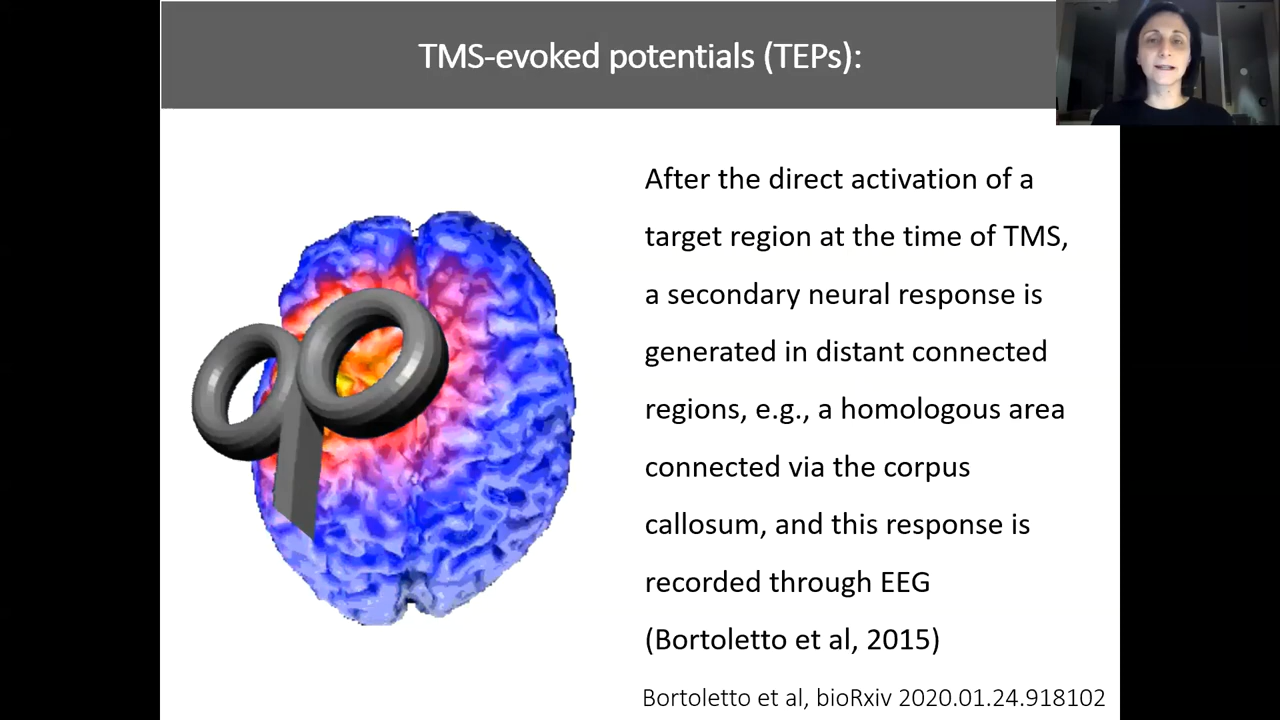 TMS-evoked potentials (TEPs):
After the direct activation of a
target region at the time of TMS,
a secondary neural response is
generated in distant connected
regions, e.g., a homologous area
connected via the corpus
callosum, and this response is
recorded through EEG
(Bortoletto et al, 2015)
Bortoletto et al, bioRxiv 2020.01.24.918102